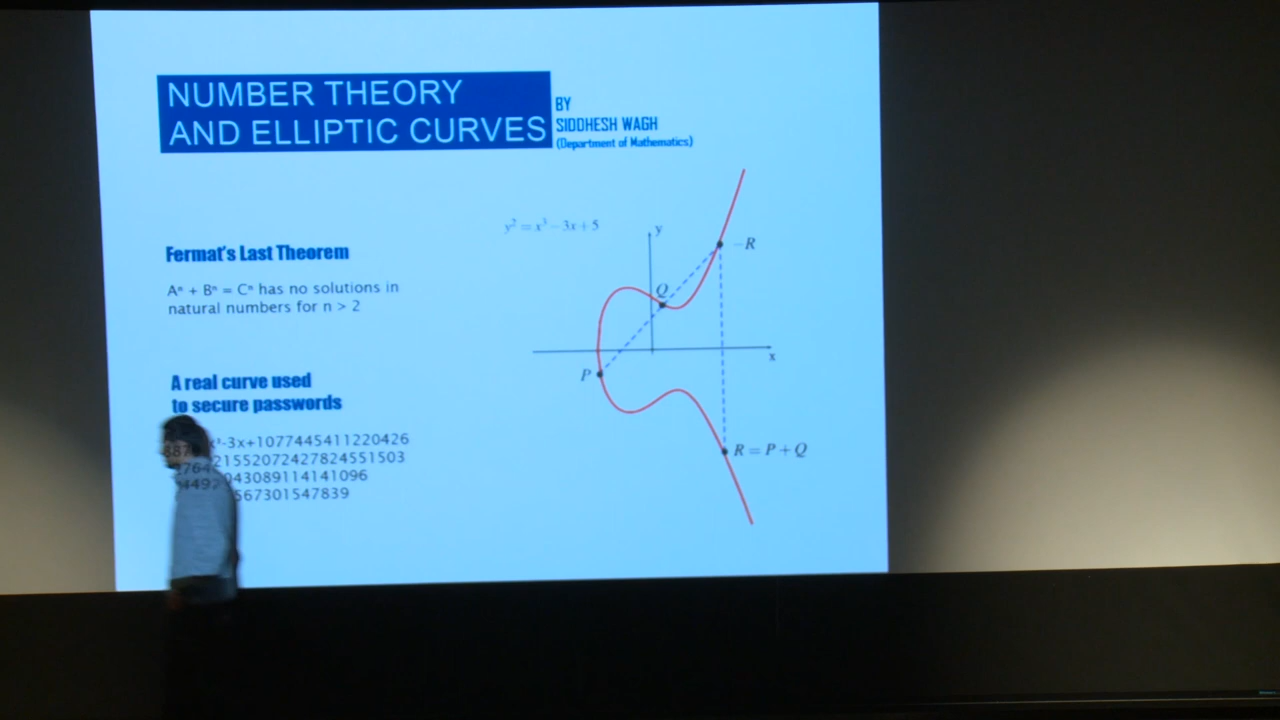 NUMBER THEORY
AND ELLIPTIC CURVES
BY
SIDDHESH WAGH
(Department of Mathematics)
y² = x³ − 3x + 5
y
−R
Q
x
P
R = P + Q
Fermat's Last Theorem
Aⁿ + Bⁿ = Cⁿ has no solutions in
natural numbers for n > 2
A real curve used
to secure passwords
-3x+1077445411220426
21552072427824551503
043089114141096
567301547839